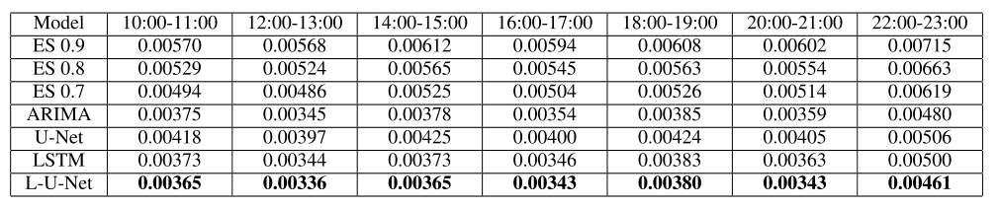 Model 10:00-11:00 12:00-13:00 14:00-15:00 16:00-17:00 18:00-19:00 20:00-21:00 22:00-23:00
ES 0.9 0.00570 0.00568 0.00612 0.00594 0.00608 0.00602 0.00715
ES 0.8 0.00529 0.00524 0.00565 0.00545 0.00563 0.00554 0.00663
ES 0.7 0.00494 0.00486 0.00525 0.00504 0.00526 0.00514 0.00619
ARIMA 0.00375 0.00345 0.00378 0.00354 0.00385 0.00359 0.00480
U-Net 0.00418 0.00397 0.00425 0.00400 0.00424 0.00405 0.00506
LSTM 0.00373 0.00344 0.00373 0.00346 0.00383 0.00363 0.00500
L-U-Net 0.00365 0.00336 0.00365 0.00343 0.00380 0.00343 0.00461